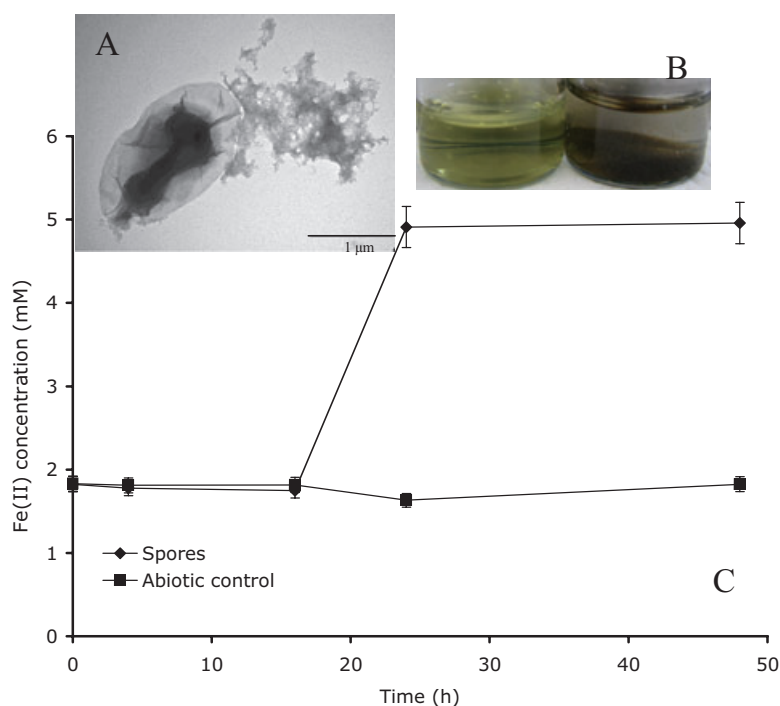 A
B
1 μm
6
5
4
3
2
1
0
Fe(II) concentration (mM)
Spores
Abiotic control
C
0 10 20 30 40 50
Time (h)